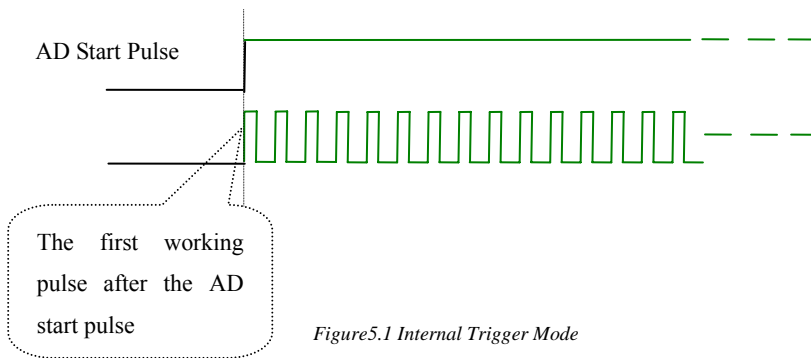 AD Start Pulse
The first working
pulse after the AD
start pulse
Figure5.1 Internal Trigger Mode